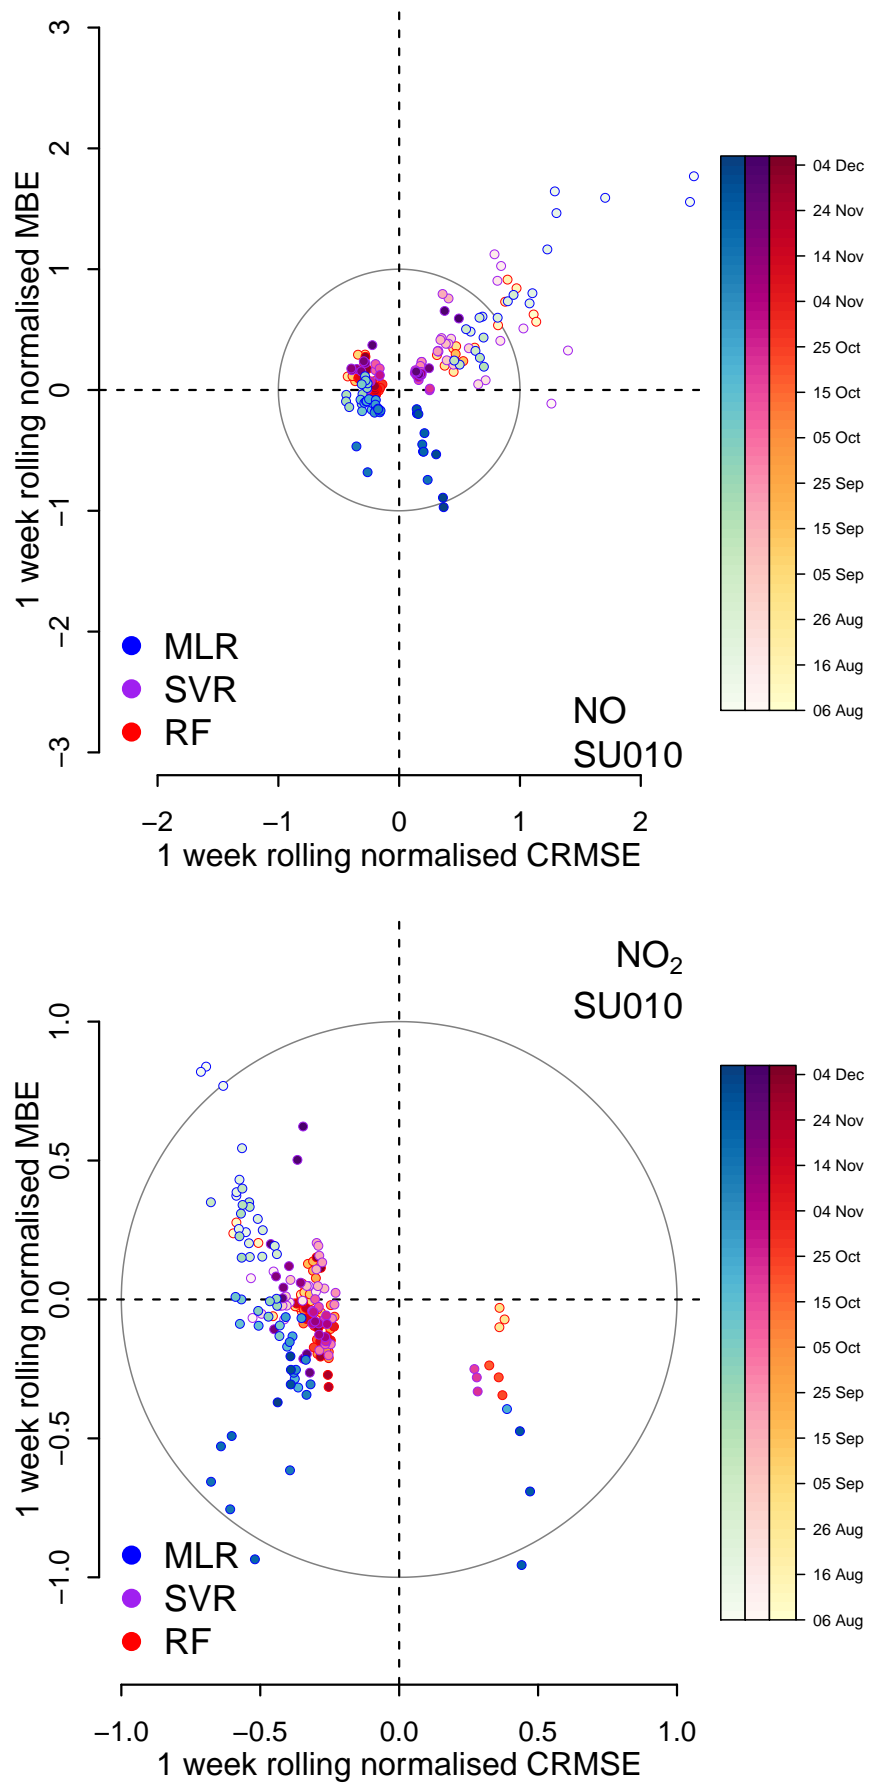 3
2
1
0
−1
−2
−3
1 week rolling normalised MBE
MLR
SVR
RF
NO
SU010
−2
−1
0
1
2
1 week rolling normalised CRMSE
04 Dec
24 Nov
14 Nov
04 Nov
25 Oct
15 Oct
05 Oct
25 Sep
15 Sep
05 Sep
26 Aug
16 Aug
06 Aug
NO₂
SU010
1.0
0.5
0.0
−0.5
−1.0
1 week rolling normalised MBE
MLR
SVR
RF
−1.0
−0.5
0.0
0.5
1.0
1 week rolling normalised CRMSE
04 Dec
24 Nov
14 Nov
04 Nov
25 Oct
15 Oct
05 Oct
25 Sep
15 Sep
05 Sep
26 Aug
16 Aug
06 Aug